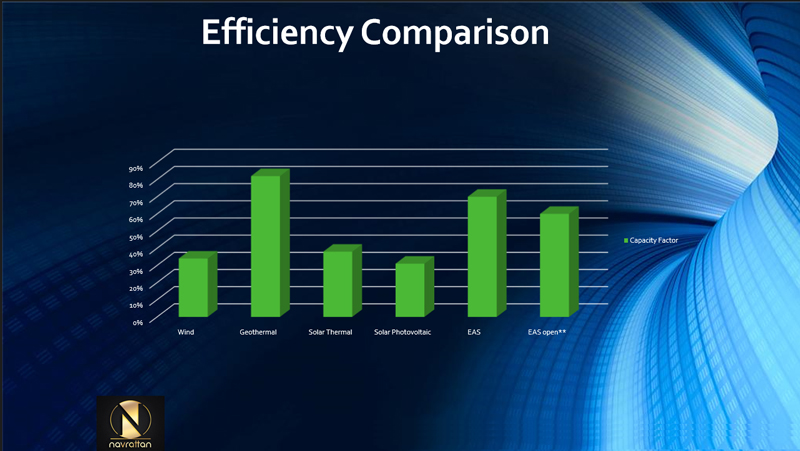 Efficiency Comparison
90%
80%
70%
60%
50%
40%
30%
20%
10%
0%
Wind
Geothermal
Solar Thermal
Solar Photovoltaic
EAS
EAS open**
Capacity Factor
N
navrattan